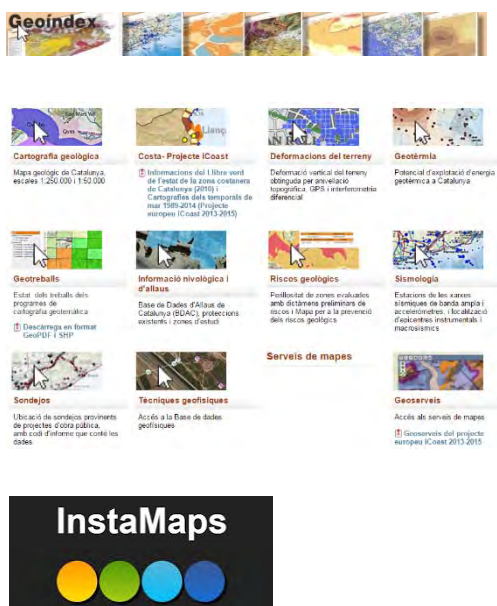 Geoíndex
Cartografia geològica
Mapa geològic de Catalunya,
escales 1:250.000 i 1:50.000
Costa- Projecte ICoast
Informacions del Llibre verd
de l'estat de la zona costanera
de Catalunya (2010) i
Cartografies dels temporals de
mar 1989-2014 (Projecte
europeu ICoast 2013-2015)
Deformacions del terreny
Deformació vertical del terreny
obtinguda per anivellació
topogràfica, GPS i interferometria
diferencial
Geotèrmia
Potencial d'explotació d'energia
geotèrmica a Catalunya
Geotreballs
Estat dels treballs dels
programes de
cartografia geotemàtica
Descàrrega en format
GeoPDF i SHP
Informació nivològica i
d'allaus
Base de Dades d'Allaus de
Catalunya (BDAC), proteccions
existents i zones d'estudi
Riscos geològics
Perillositat de zones avaluades
amb dictàmens preliminars de
riscos i Mapa per a la prevenció
dels riscos geològics
Sismologia
Estacions de les xarxes
sísmiques de banda ampla i
accelerómetres, i localització
d'epicentres instrumentals i
macrosísmics
Sondejos
Ubicació de sondejos provinents
de projectes d'obra pública,
amb codi d'informe que conté les
dades
Tècniques geofísiques
Accés a la Base de dades
geofísiques
Serveis de mapes
Geoserveis
Accés als serveis de mapes
Geoserveis del projecte
europeu ICoast 2013-2015
InstaMaps